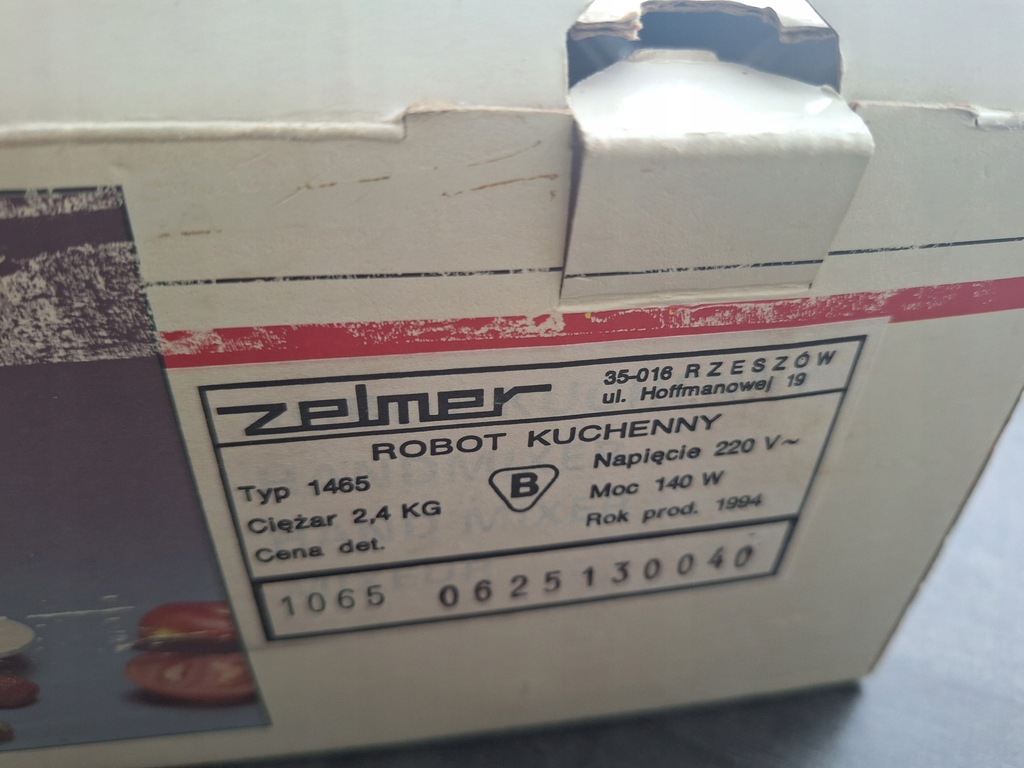 zelmer
35-016 RZESZÓW
ul. Hoffmanowej 19
ROBOT KUCHENNY
Typ 1465
Ciężar 2,4 KG
Cena det.
B
Napięcie 220 V~
Moc 140 W
Rok prod. 1994
1065 0625130040